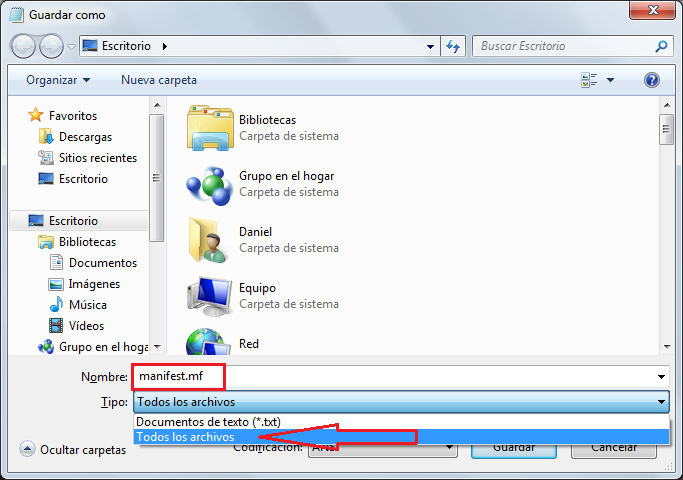 Guardar como
Escritorio
Buscar Escritorio
Organizar
Nueva carpeta
Favoritos
Descargas
Sitios recientes
Escritorio
Escritorio
Bibliotecas
Documentos
Imágenes
Música
Vídeos
Grupo en el hoga
Bibliotecas
Carpeta de sistema
Grupo en el hogar
Carpeta de sistema
Daniel
Carpeta de sistema
Equipo
Carpeta de sistema
Red
Nombre: manifest.mf
Tipo: Todos los archivos
Documentos de texto (*.txt)
Todos los archivos
Ocultar carpetas
Codificación:
Guardar
Cancelar